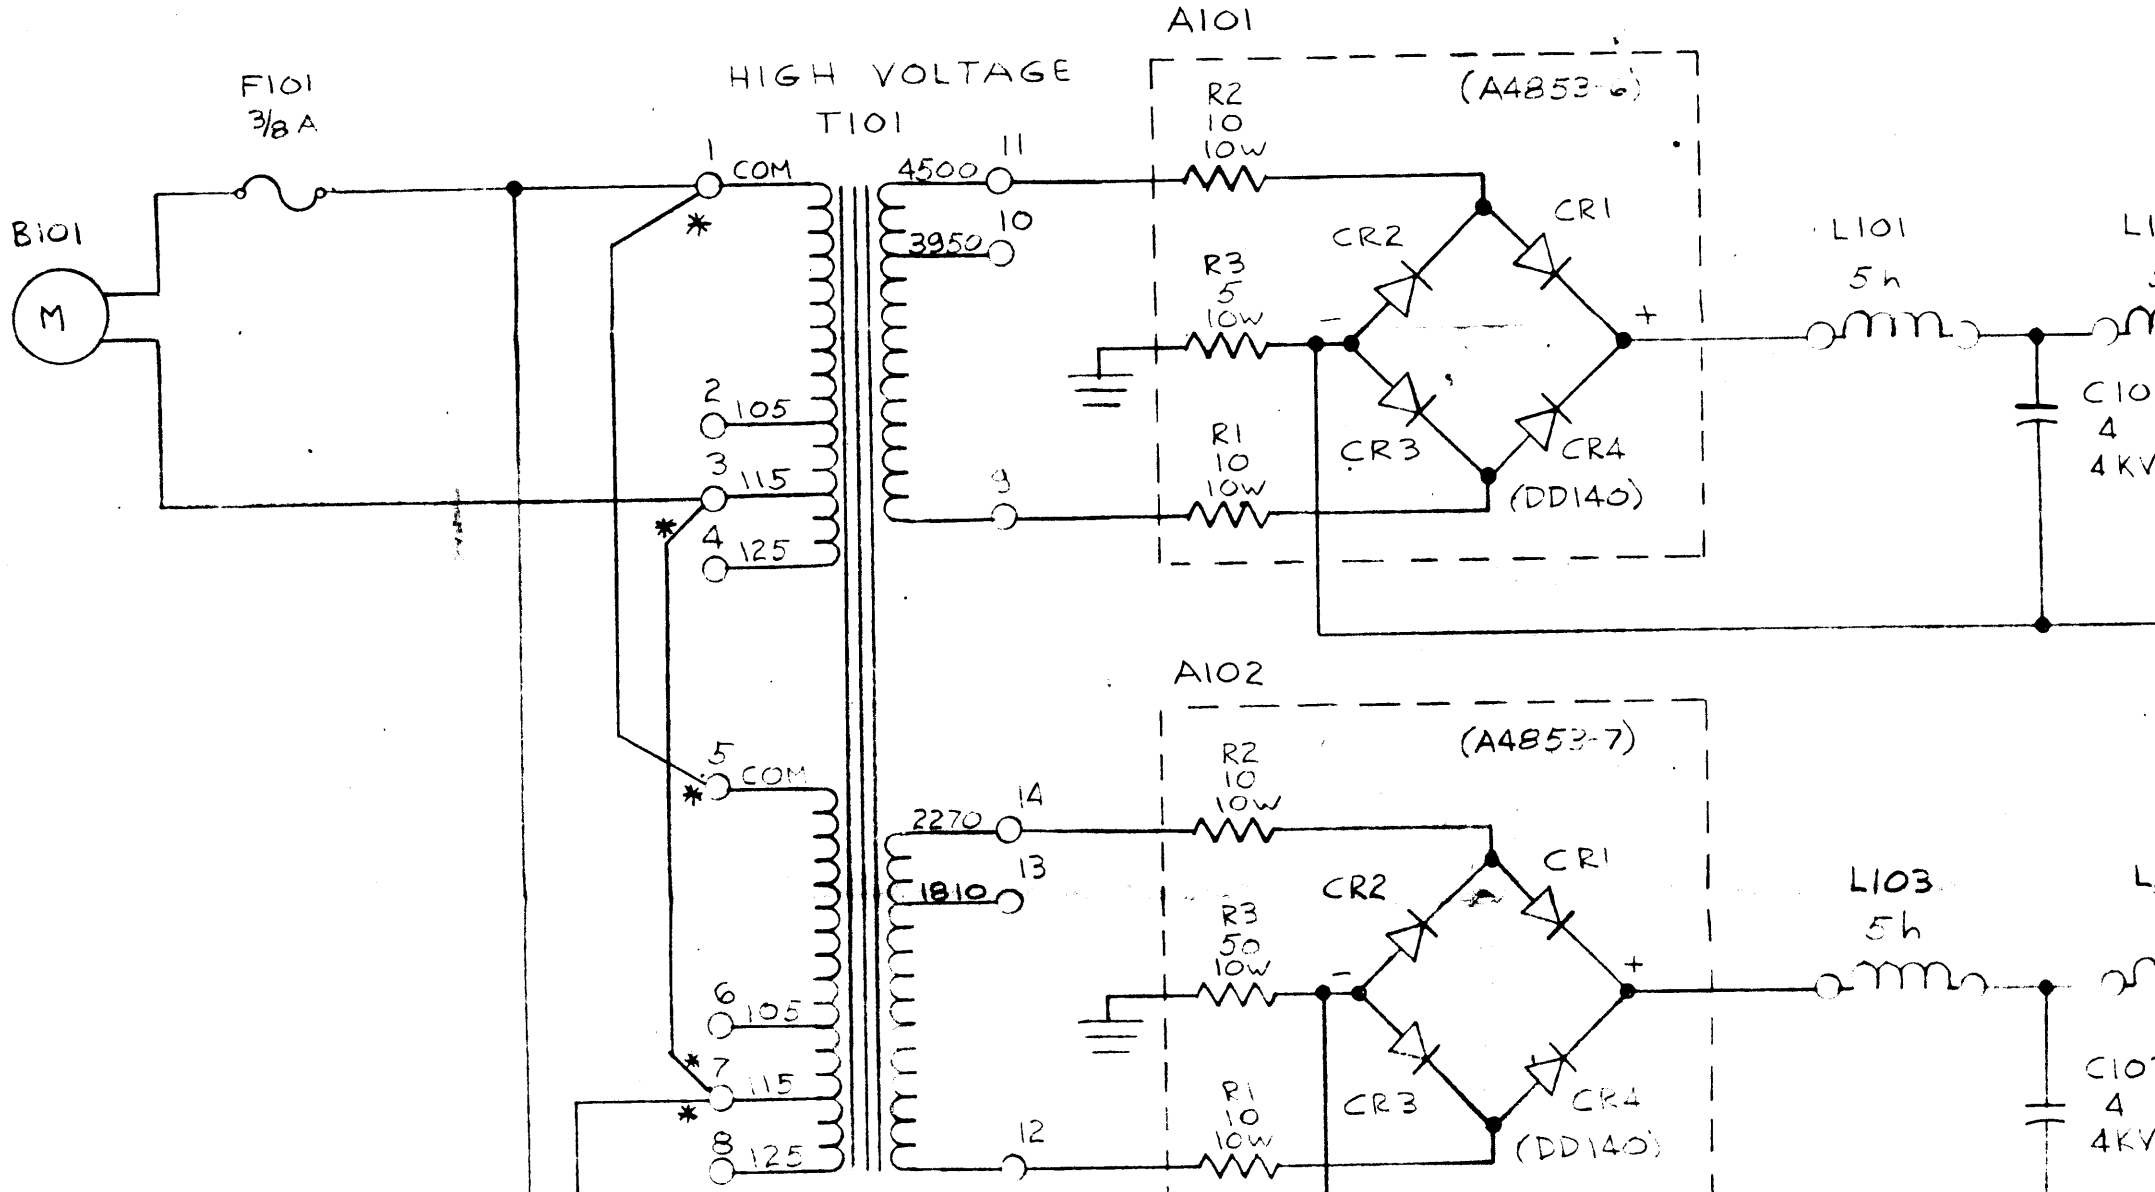 A101
F101
3/8 A
HIGH VOLTAGE
T101
(A4853-6)
R2
10
10W
1
COM
4500
11
10
3950
*
B101
M
CR2
CR1
R3
5
10W
-
+
L101
5h
2
105
3
115
*
4
125
9
R1
10
10W
CR3
CR4
(DD140)
4
4KV
A102
(A4853-7)
R2
10
10W
5
COM
*
2270
14
13
1810
CR2
CR1
R3
50
10W
-
+
L103
5h
6
105
*
7
115
*
8
125
12
R1
10
10W
CR3
CR4
(DD140)
4
4KV